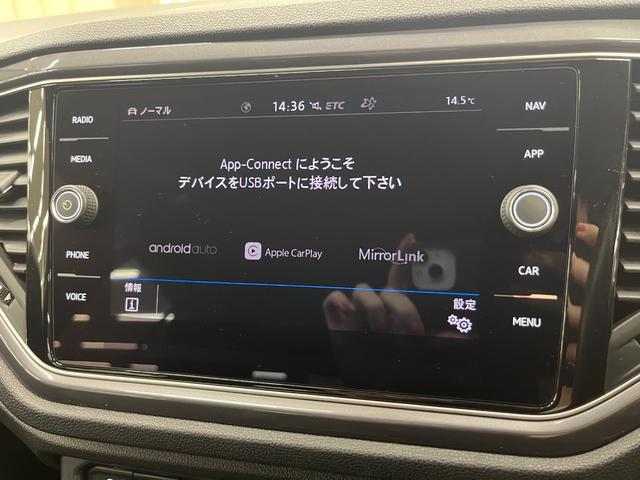 ノーマル 14:36 ETC 14.5℃
RADIO
MEDIA
PHONE
VOICE
App-Connect にようこそ
デバイスをUSBポートに接続して下さい
androidauto Apple CarPlay MirrorLink
情報
設定
NAV
APP
CAR
MENU